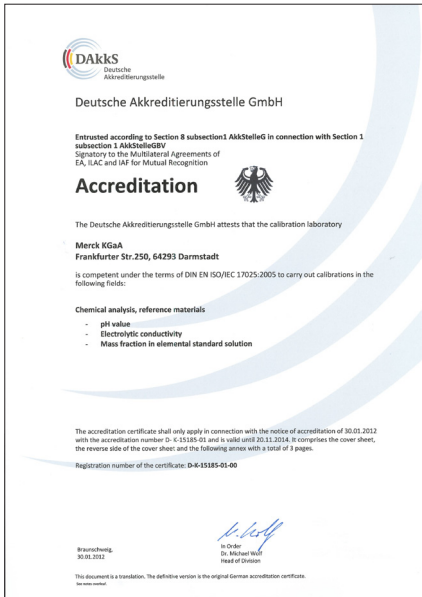 DAkkS
Deutsche
Akkreditierungsstelle
Deutsche Akkreditierungsstelle GmbH
Entrusted according to Section 8 subsection1 AkkStelleG in connection with Section 1
subsection 1 AkkStelleGBV
Signatory to the Multilateral Agreements of
EA, ILAC and IAF for Mutual Recognition
Accreditation
The Deutsche Akkreditierungsstelle GmbH attests that the calibration laboratory
Merck KGaA
Frankfurter Str.250, 64293 Darmstadt
is competent under the terms of DIN EN ISO/IEC 17025:2005 to carry out calibrations in the
following fields:
Chemical analysis, reference materials
- pH value
- Electrolytic conductivity
- Mass fraction in elemental standard solution
The accreditation certificate shall only apply in connection with the notice of accreditation of 30.01.2012
with the accreditation number D- K-15185-01 and is valid until 20.11.2014. It comprises the cover sheet,
the reverse side of the cover sheet and the following annex with a total of 3 pages.
Registration number of the certificate: D-K-15185-01-00
Braunschweig,
30.01.2012
In Order
Dr. Michael Wolf
Head of Division
This document is a translation. The definitive version is the original German accreditation certificate.
See notes overleaf.